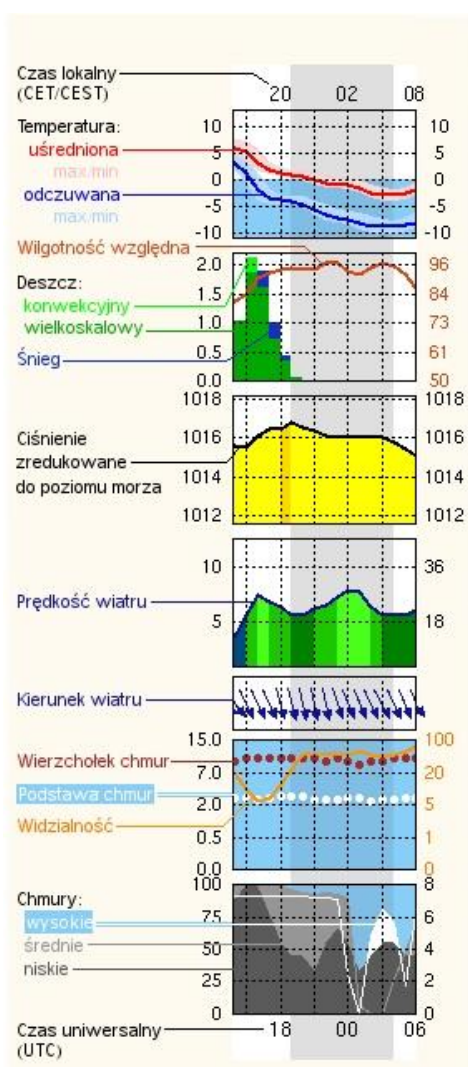 Czas lokalny
(CET/CEST)
20 02 08
Temperatura:
uśredniona
max/min
odczuwana
max/min
10 10
5 5
0 0
-5 -5
-10 -10
Wilgotność względna
Deszcz:
konwekcyjny
wielkoskalowy
Śnieg
2.0 96
1.5 84
1.0 73
0.5 61
0.0 50
Ciśnienie
zredukowane
do poziomu morza
1018 1018
1016 1016
1014 1014
1012 1012
Prędkość wiatru
10 36
5 18
Kierunek wiatru
Wierzchołek chmur
Podstawa chmur
Widzialność
15.0 100
7.0 20
2.0 5
0.5 1
0.0 0
Chmury:
wysokie
średnie
niskie
100 8
75 6
50 4
25 2
0 0
Czas uniwersalny
(UTC)
18 00 06